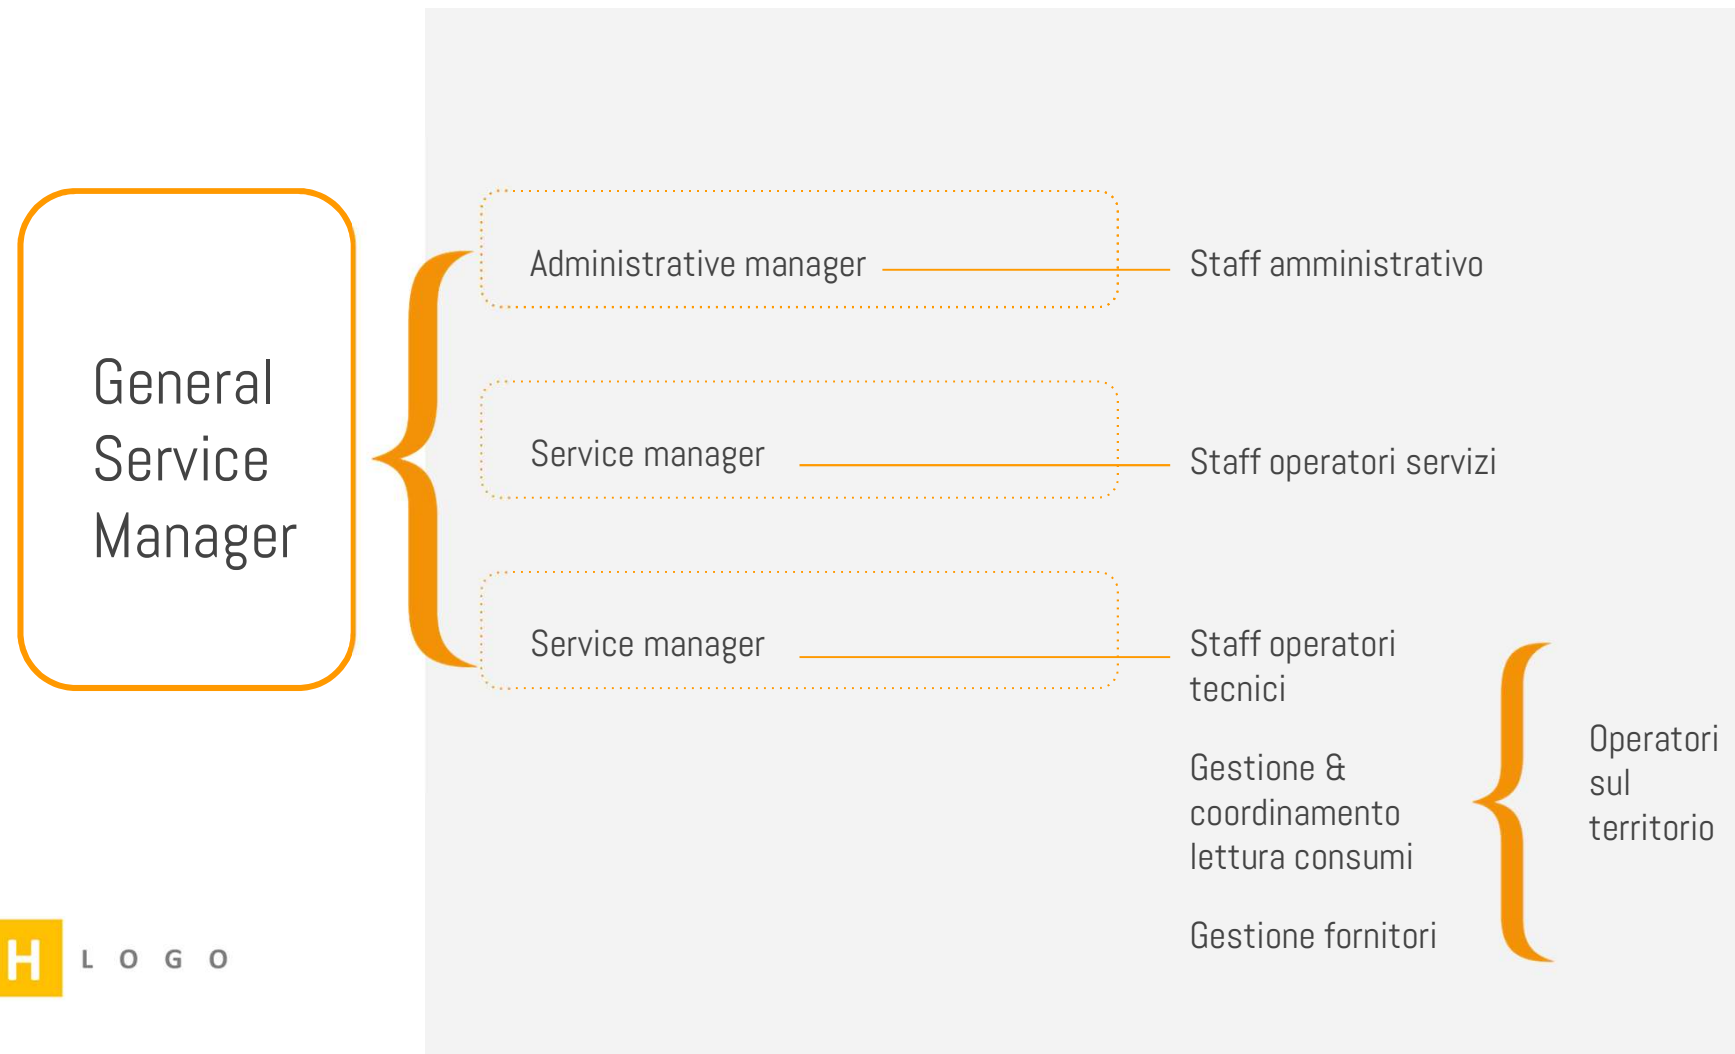 General
Service
Manager
Administrative manager
Staff amministrativo
Service manager
Staff operatori servizi
Service manager
Staff operatori
tecnici
Gestione &
coordinamento
lettura consumi
Gestione fornitori
Operatori
sul
territorio
H LOGO